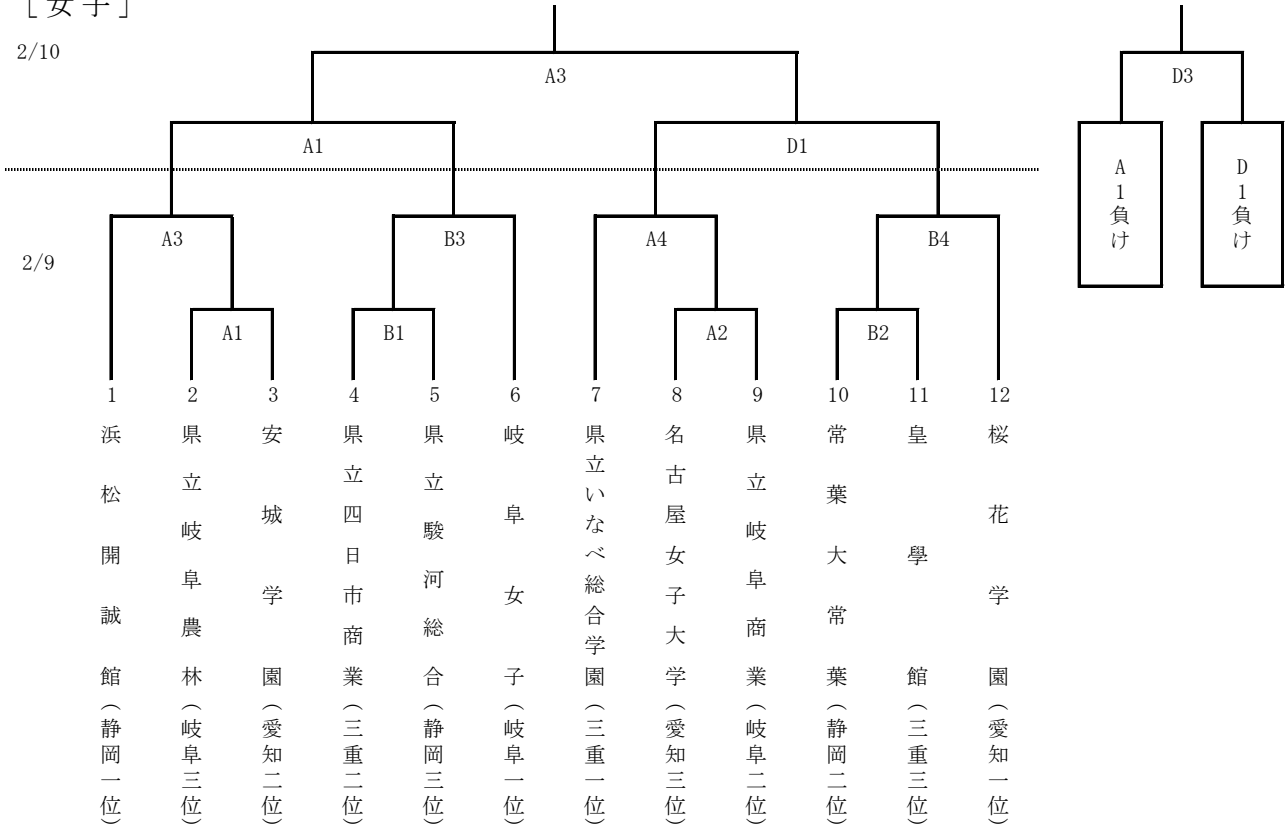 ［女子］
2/10
A3
D3
A1
D1
A1負け
D1負け
A3
B3
A4
B4
2/9
A1
B1
A2
B2
1
2
3
4
5
6
7
8
9
10
11
12
浜松開誠館（静岡一位）
県立岐阜農林（岐阜三位）
安城学園（愛知二位）
県立四日市商業（三重二位）
県立駿河総合（静岡三位）
岐阜女子（岐阜一位）
県立いなべ総合学園（三重一位）
名古屋女子大学（愛知三位）
県立岐阜商業（岐阜二位）
常葉大常葉（静岡二位）
皇學館（三重三位）
桜花学園（愛知一位）